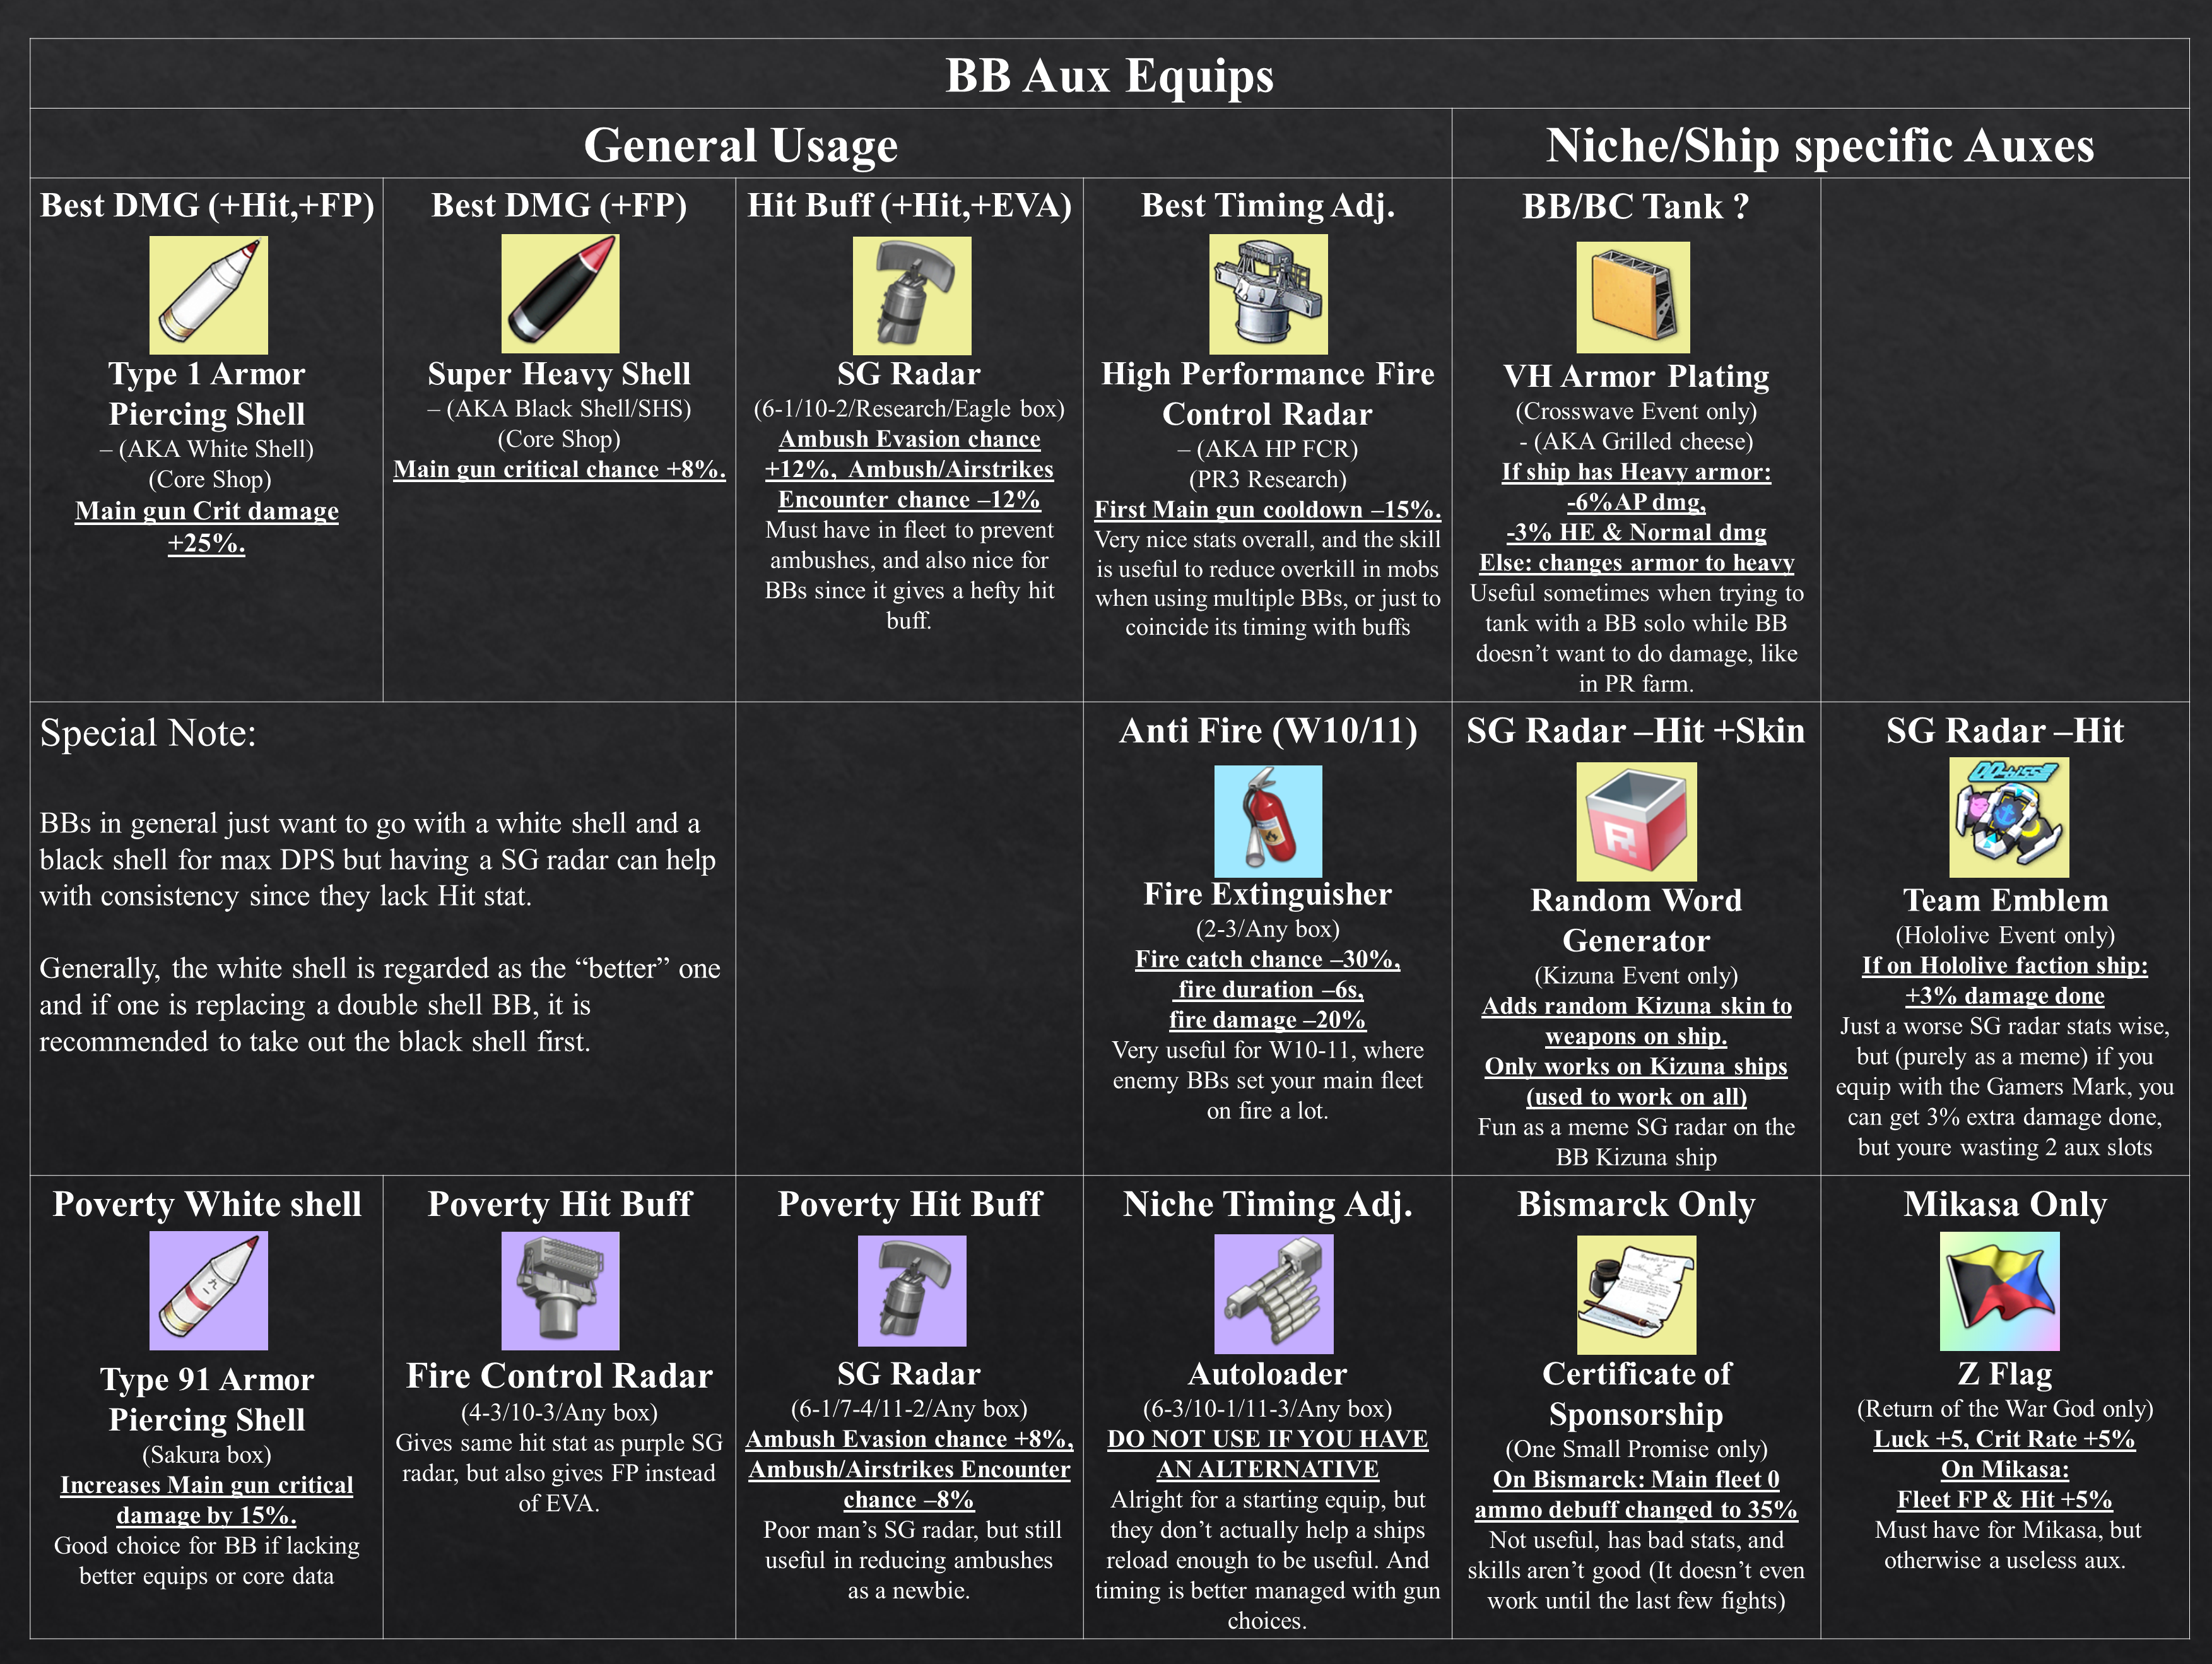 BB Aux Equips
General Usage
Niche/Ship specific Auxes
Best DMG (+Hit,+FP)
Type 1 Armor
Piercing Shell
– (AKA White Shell)
(Core Shop)
Main gun Crit damage
+25%.
Best DMG (+FP)
Super Heavy Shell
– (AKA Black Shell/SHS)
(Core Shop)
Main gun critical chance +8%.
Hit Buff (+Hit,+EVA)
SG Radar
(6-1/10-2/Research/Eagle box)
Ambush Evasion chance
+12%, Ambush/Airstrikes
Encounter chance –12%
Must have in fleet to prevent
ambushes, and also nice for
BBs since it gives a hefty hit
buff.
Best Timing Adj.
High Performance Fire
Control Radar
– (AKA HP FCR)
(PR3 Research)
First Main gun cooldown –15%.
Very nice stats overall, and the skill
is useful to reduce overkill in mobs
when using multiple BBs, or just to
coincide its timing with buffs
BB/BC Tank ?
VH Armor Plating
(Crosswave Event only)
- (AKA Grilled cheese)
If ship has Heavy armor:
-6%AP dmg,
-3% HE & Normal dmg
Else: changes armor to heavy
Useful sometimes when trying to
tank with a BB solo while BB
doesn’t want to do damage, like
in PR farm.
Special Note:
BBs in general just want to go with a white shell and a
black shell for max DPS but having a SG radar can help
with consistency since they lack Hit stat.
Generally, the white shell is regarded as the “better” one
and if one is replacing a double shell BB, it is
recommended to take out the black shell first.
Anti Fire (W10/11)
Fire Extinguisher
(2-3/Any box)
Fire catch chance –30%,
fire duration –6s,
fire damage –20%
Very useful for W10-11, where
enemy BBs set your main fleet
on fire a lot.
SG Radar –Hit +Skin
R.
Random Word
Generator
(Kizuna Event only)
Adds random Kizuna skin to
weapons on ship.
Only works on Kizuna ships
(used to work on all)
Fun as a meme SG radar on the
BB Kizuna ship
SG Radar –Hit
Team Emblem
(Hololive Event only)
If on Hololive faction ship:
+3% damage done
Just a worse SG radar stats wise,
but (purely as a meme) if you
equip with the Gamers Mark, you
can get 3% extra damage done,
but youre wasting 2 aux slots
Poverty White shell
九一
Type 91 Armor
Piercing Shell
(Sakura box)
Increases Main gun critical
damage by 15%.
Good choice for BB if lacking
better equips or core data
Poverty Hit Buff
Fire Control Radar
(4-3/10-3/Any box)
Gives same hit stat as purple SG
radar, but also gives FP instead
of EVA.
Poverty Hit Buff
SG Radar
(6-1/7-4/11-2/Any box)
Ambush Evasion chance +8%,
Ambush/Airstrikes Encounter
chance –8%
Poor man’s SG radar, but still
useful in reducing ambushes
as a newbie.
Niche Timing Adj.
Autoloader
(6-3/10-1/11-3/Any box)
DO NOT USE IF YOU HAVE
AN ALTERNATIVE
Alright for a starting equip, but
they don’t actually help a ships
reload enough to be useful. And
timing is better managed with gun
choices.
Bismarck Only
Certificate of
Sponsorship
(One Small Promise only)
On Bismarck: Main fleet 0
ammo debuff changed to 35%
Not useful, has bad stats, and
skills aren’t good (It doesn’t even
work until the last few fights)
Mikasa Only
Z Flag
(Return of the War God only)
Luck +5, Crit Rate +5%
On Mikasa:
Fleet FP & Hit +5%
Must have for Mikasa, but
otherwise a useless aux.